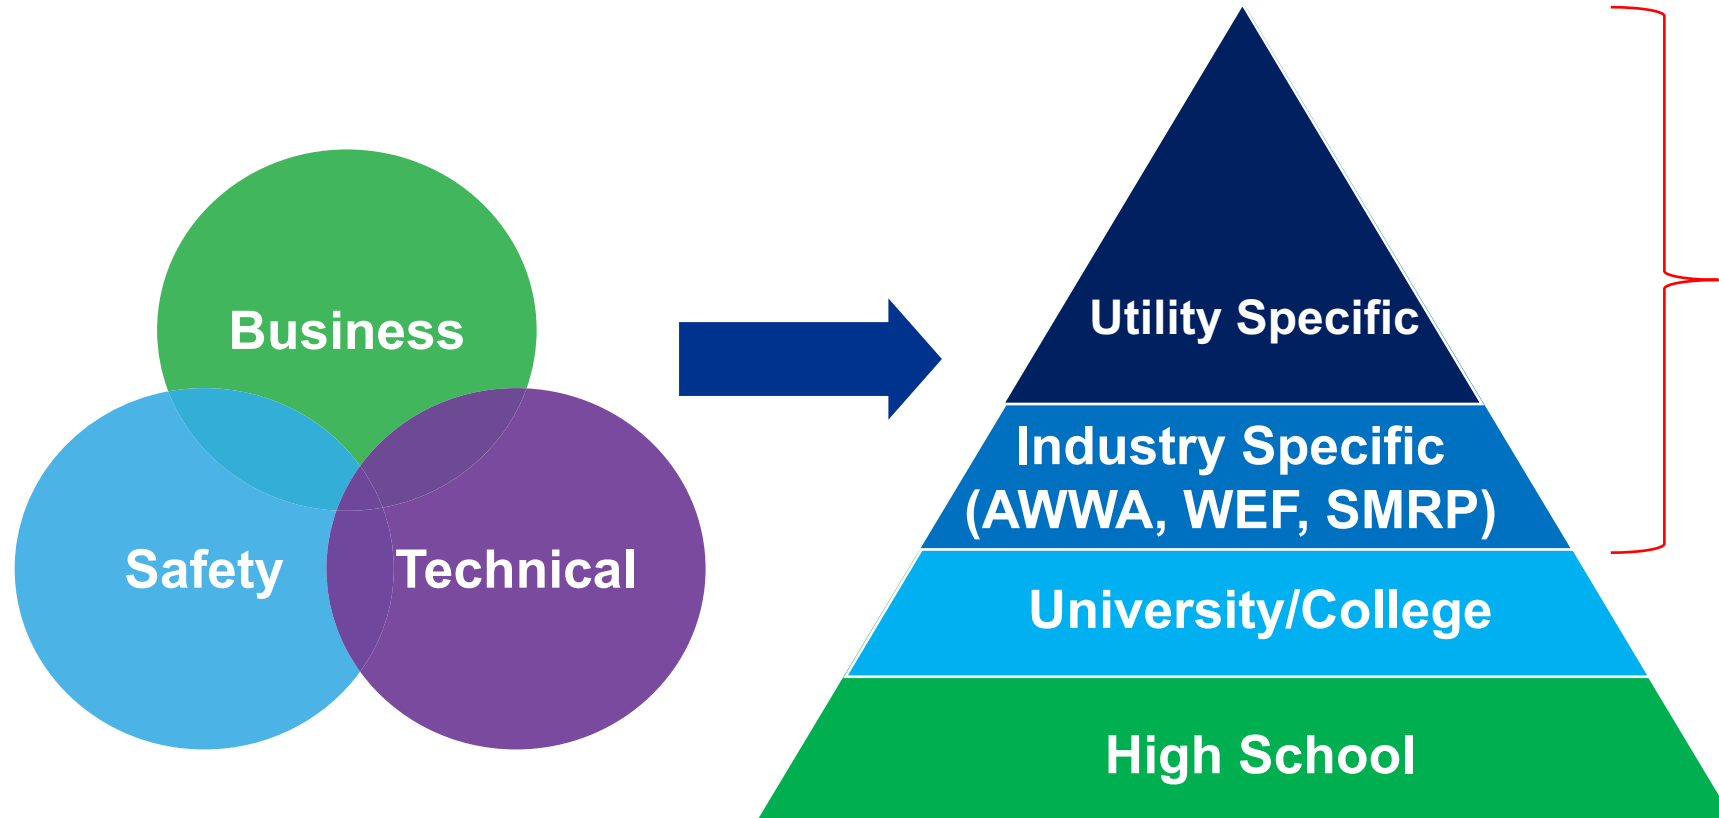 Business
Safety
Technical
Utility Specific
Industry Specific
(AWWA, WEF, SMRP)
University/College
High School